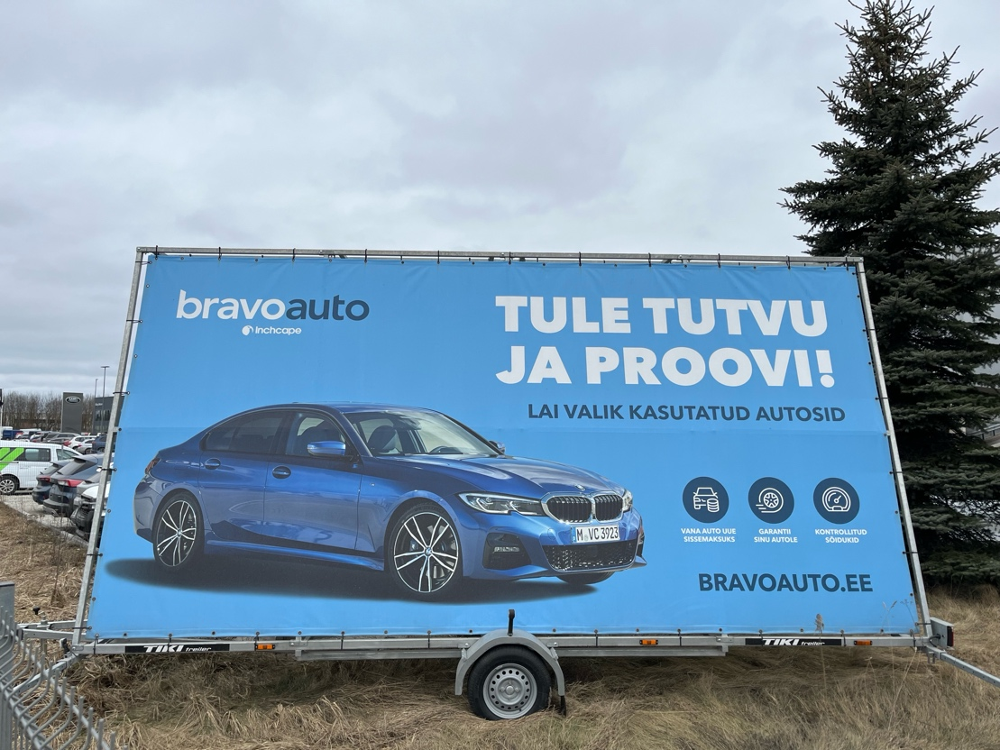 bravoauto
Inchcape
TULE TUTVU
JA PROOVI!
LAI VALIK KASUTATUD AUTOSID
M VC 3923
VANA AUTO UUE
SISSEMAKSUKS
GARANTII
SINU AUTOLE
KONTROLLITUD
SÕIDUKID
BRAVOAUTO.EE
TIKI treiler
TIKI treiler